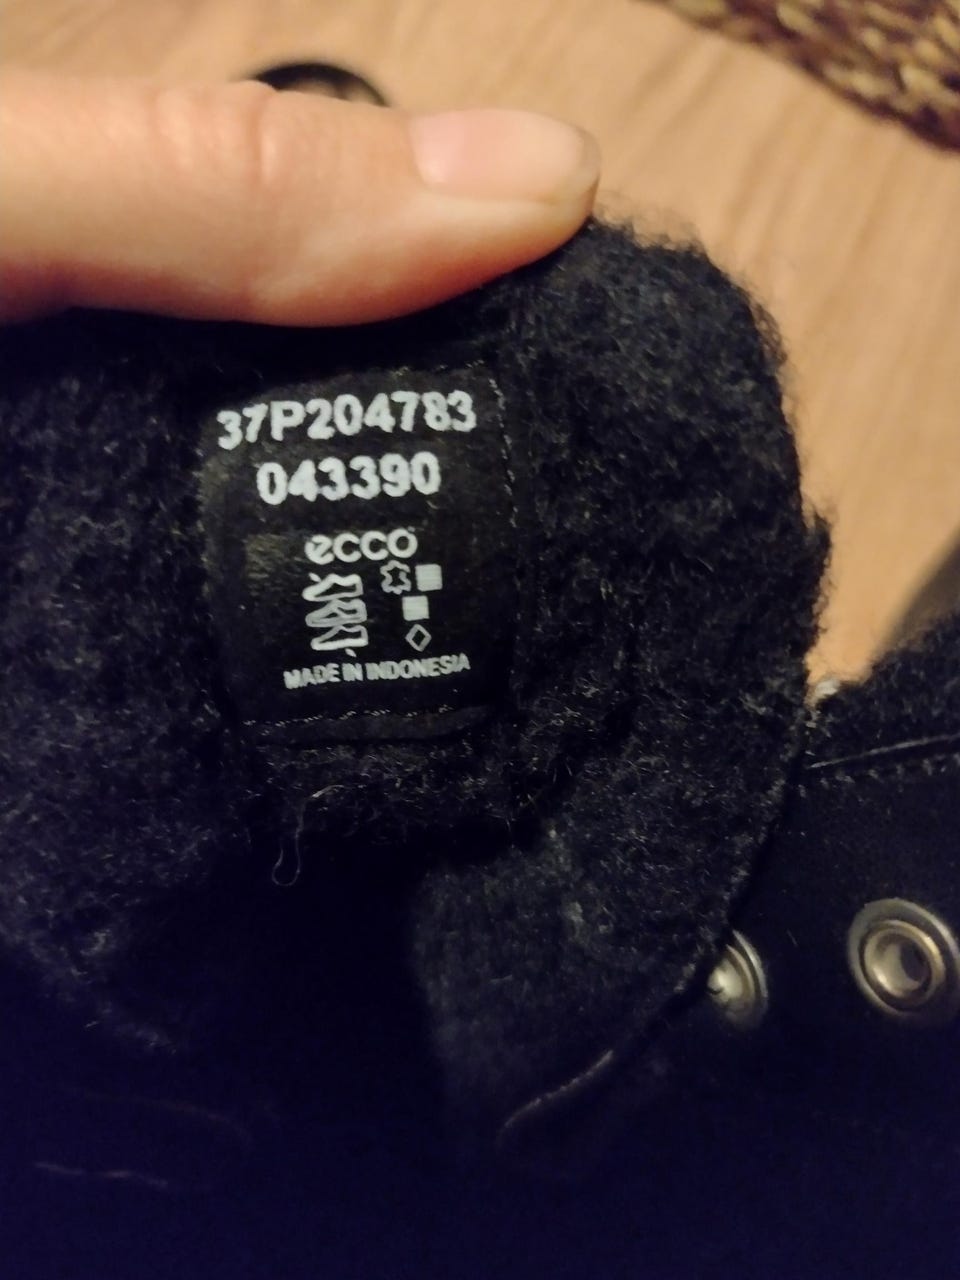 37P204783
043390
ecco
MADE IN INDONESIA